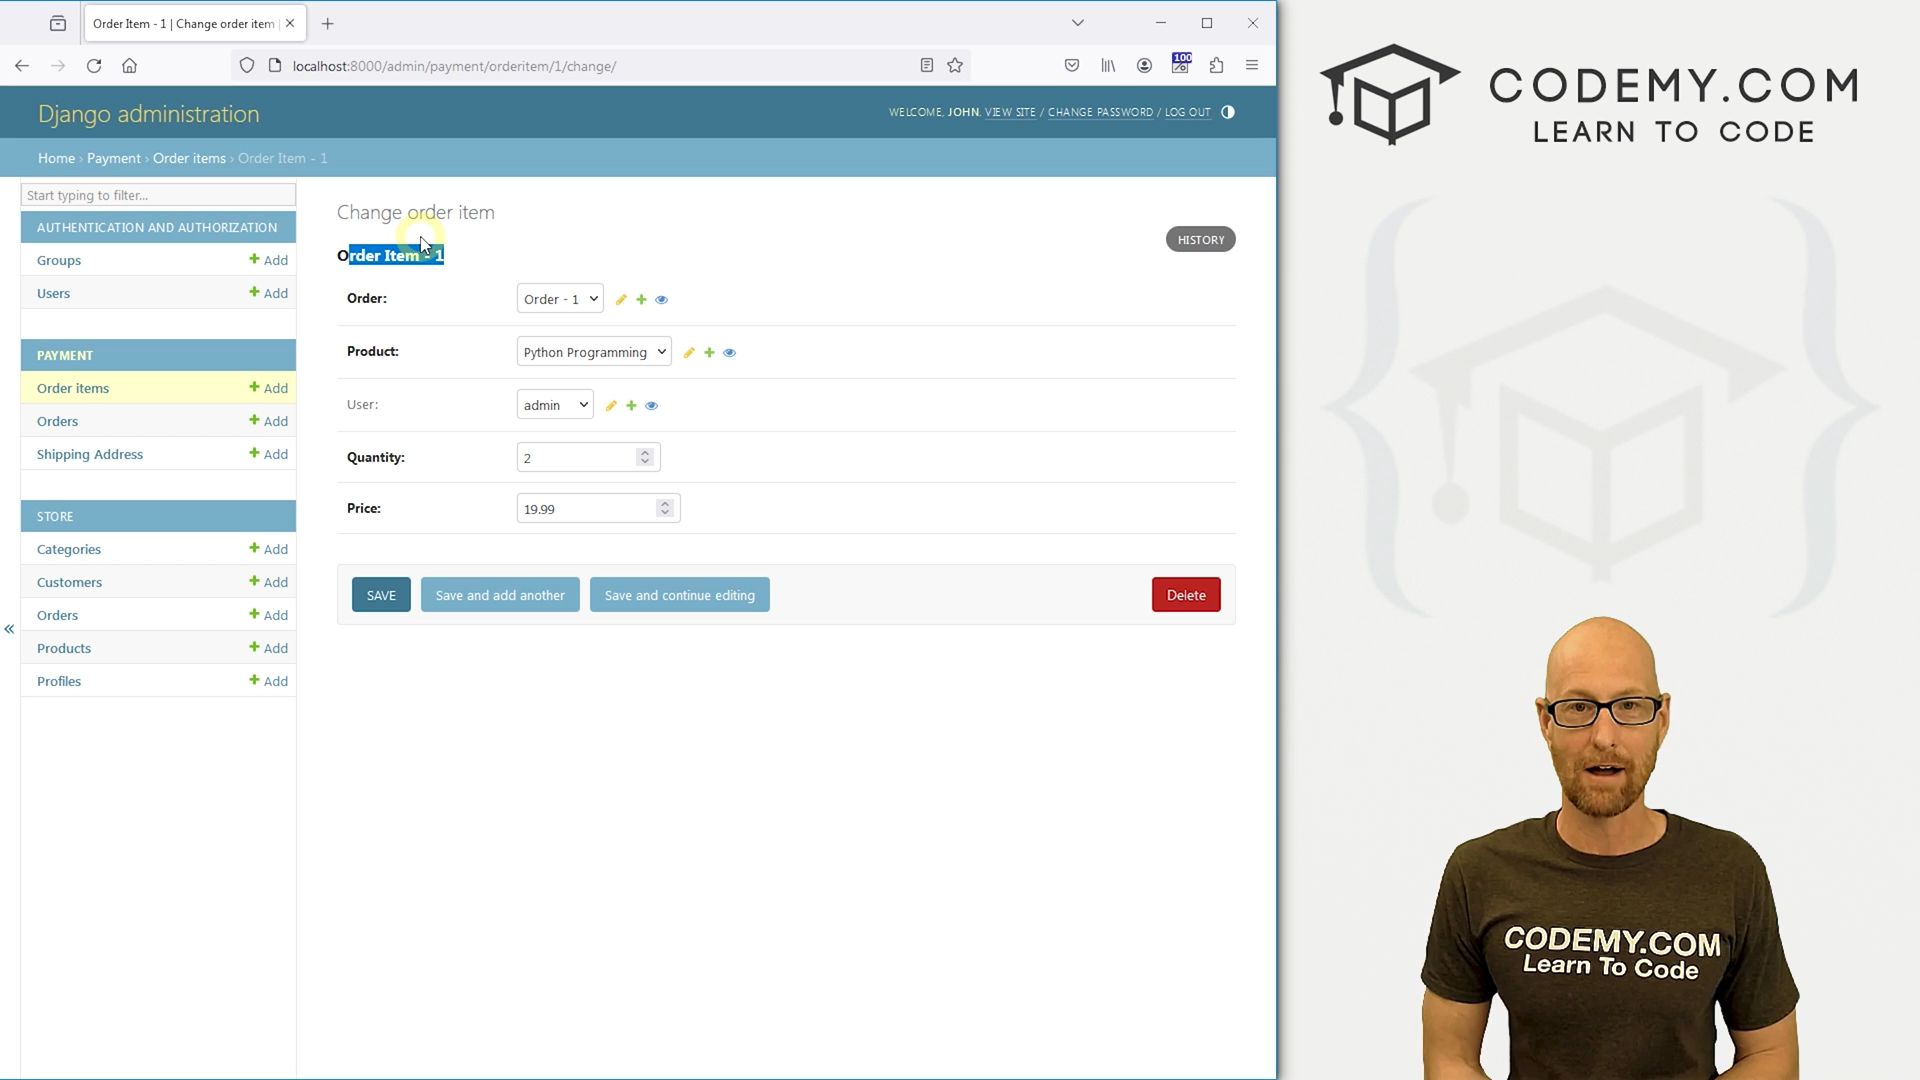 Order Item - 1 | Change order item
localhost:8000/admin/payment/orderitem/1/change/
100
Django administration
WELCOME, JOHN. VIEW SITE / CHANGE PASSWORD / LOG OUT
Home › Payment › Order items › Order Item - 1
Start typing to filter...
AUTHENTICATION AND AUTHORIZATION
Groups Add
Users Add
PAYMENT
Order items Add
Orders Add
Shipping Address Add
STORE
Categories Add
Customers Add
Orders Add
Products Add
Profiles Add
«
Change order item
HISTORY
Order Item - 1
Order: Order - 1
Product: Python Programming
User: admin
Quantity: 2
Price: 19.99
SAVE Save and add another Save and continue editing Delete
CODEMY.COM
LEARN TO CODE
CODEMY.COM
Learn To Code